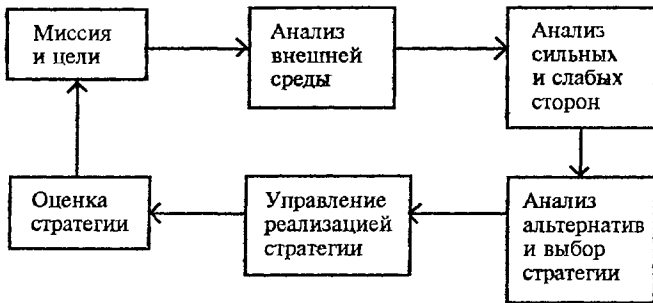 Миссия
и цели
Анализ
внешней
среды
Анализ
сильных
и слабых
сторон
Оценка
стратегии
Управление
реализацией
стратегии
Анализ
альтернатив
и выбор
стратегии